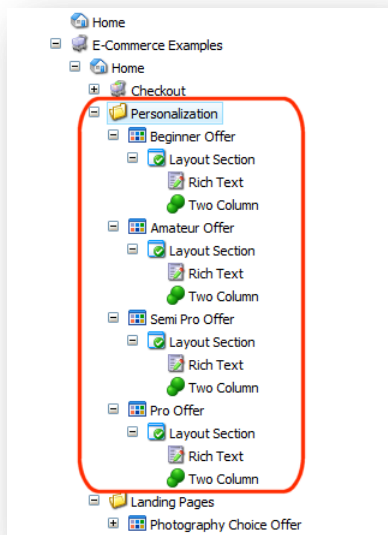 Home
E-Commerce Examples
Home
Checkout
Personalization
Beginner Offer
Layout Section
Rich Text
Two Column
Amateur Offer
Layout Section
Rich Text
Two Column
Semi Pro Offer
Layout Section
Rich Text
Two Column
Pro Offer
Layout Section
Rich Text
Two Column
Landing Pages
Photography Choice Offer